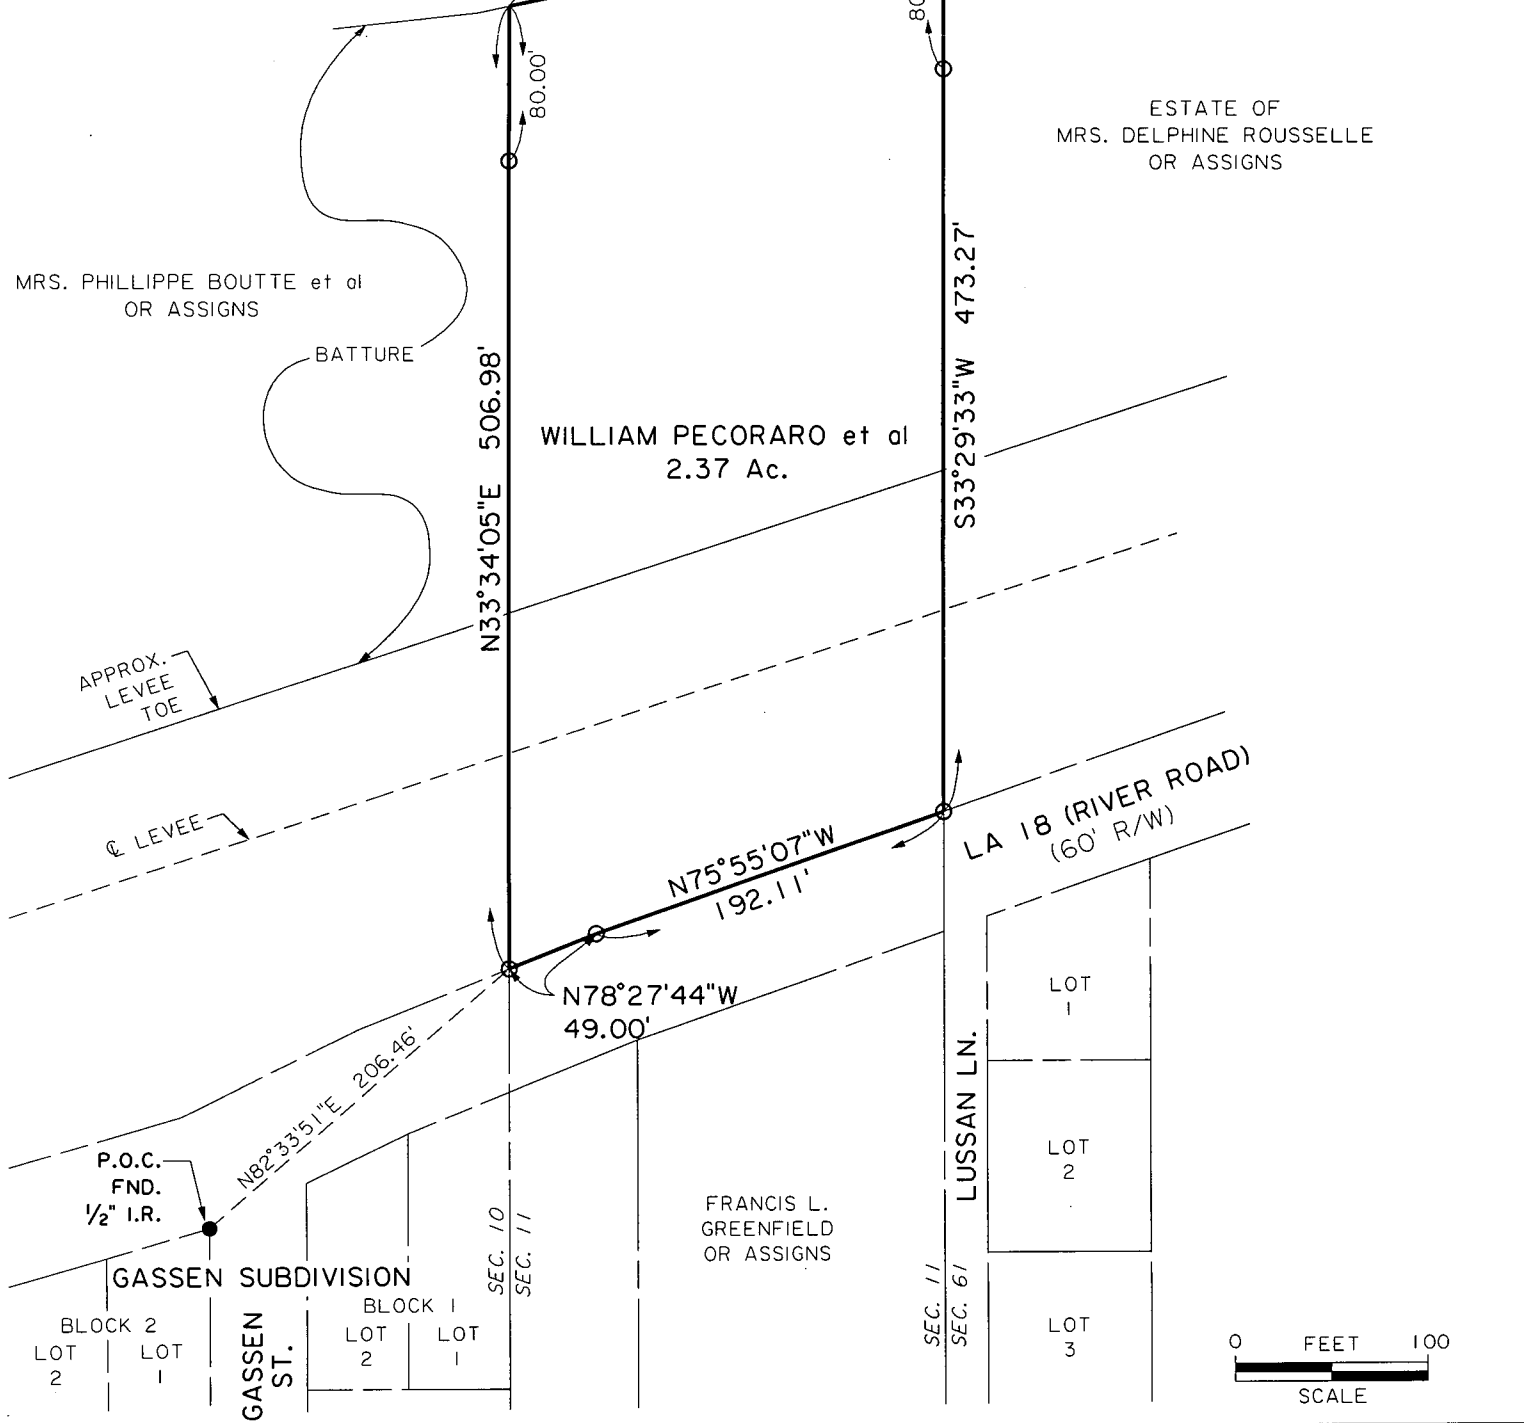 80.00'
80
ESTATE OF
MRS. DELPHINE ROUSSELLE
OR ASSIGNS
MRS. PHILLIPPE BOUTTE et al
OR ASSIGNS
BATTURE
N33°34'05"E 506.98'
WILLIAM PECORARO et al
2.37 Ac.
S33°29'33"W 473.27'
APPROX.
LEVEE
TOE
℄ LEVEE
N75°55'07"W
192.11'
LA 18 (RIVER ROAD)
(60' R/W)
N78°27'44"W
49.00'
N82°33'51"E 206.46'
P.O.C.
FND.
1/2" I.R.
GASSEN SUBDIVISION
BLOCK 2
LOT
2
LOT
1
GASSEN
ST.
BLOCK 1
LOT
2
LOT
1
SEC. 10
SEC. 11
FRANCIS L.
GREENFIELD
OR ASSIGNS
SEC. 11
SEC. 61
LUSSAN LN.
LOT
1
LOT
2
LOT
3
0 FEET 100
SCALE